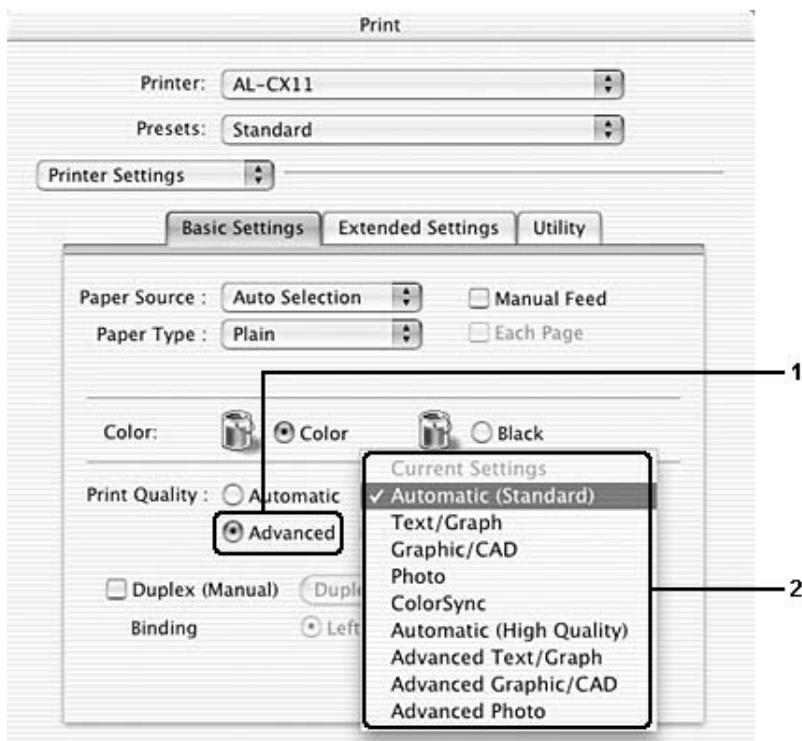 Print
Printer: AL-CX11
Presets: Standard
Printer Settings
Basic Settings Extended Settings Utility
Paper Source : Auto Selection Manual Feed
Paper Type : Plain Each Page
1
Color: Color Black
Current Settings
Print Quality : Automatic ✓ Automatic (Standard)
Advanced Text/Graph
Graphic/CAD
Photo
Duplex (Manual) Duple ColorSync
2
Binding Left Automatic (High Quality)
Advanced Text/Graph
Advanced Graphic/CAD
Advanced Photo